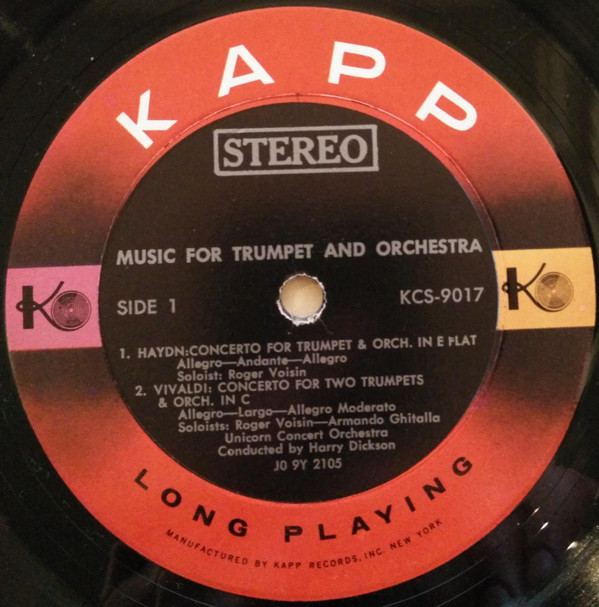 KAPP
STEREO
MUSIC FOR TRUMPET AND ORCHESTRA
K
K
SIDE 1
KCS-9017
1. HAYDN:CONCERTO FOR TRUMPET & ORCH. IN E FLAT
Allegro—Andante—Allegro
Soloist: Roger Voisin
2. VIVALDI: CONCERTO FOR TWO TRUMPETS
& ORCH. IN C
Allegro—Largo—Allegro Moderato
Soloists: Roger Voisin—Armando Ghitalla
Unicorn Concert Orchestra
Conducted by Harry Dickson
J0 9Y 2105
LONG PLAYING
MANUFACTURED BY KAPP RECORDS, INC. NEW YORK